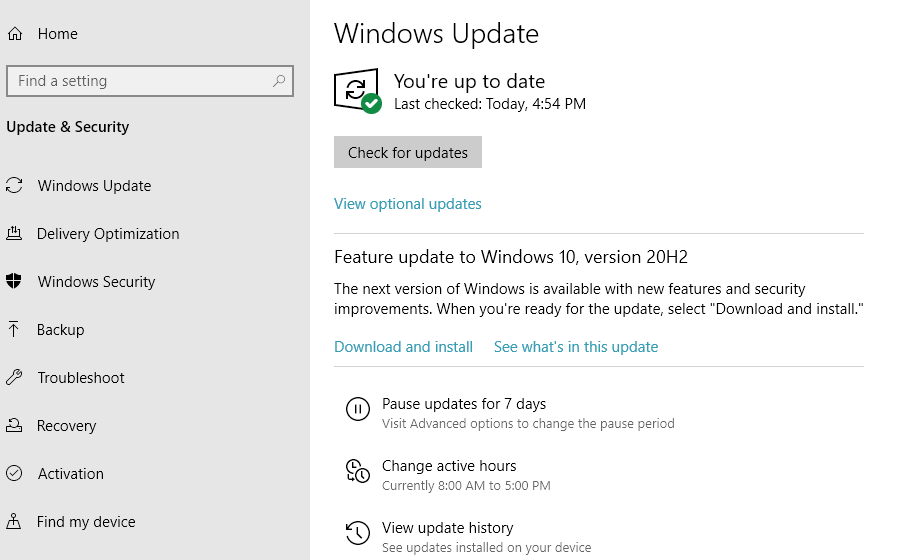 Home
Find a setting
Update & Security
Windows Update
Delivery Optimization
Windows Security
Backup
Troubleshoot
Recovery
Activation
Find my device
Windows Update
You're up to date
Last checked: Today, 4:54 PM
Check for updates
View optional updates
Feature update to Windows 10, version 20H2
The next version of Windows is available with new features and security
improvements. When you're ready for the update, select "Download and install."
Download and install See what's in this update
Pause updates for 7 days
Visit Advanced options to change the pause period
Change active hours
Currently 8:00 AM to 5:00 PM
View update history
See updates installed on your device